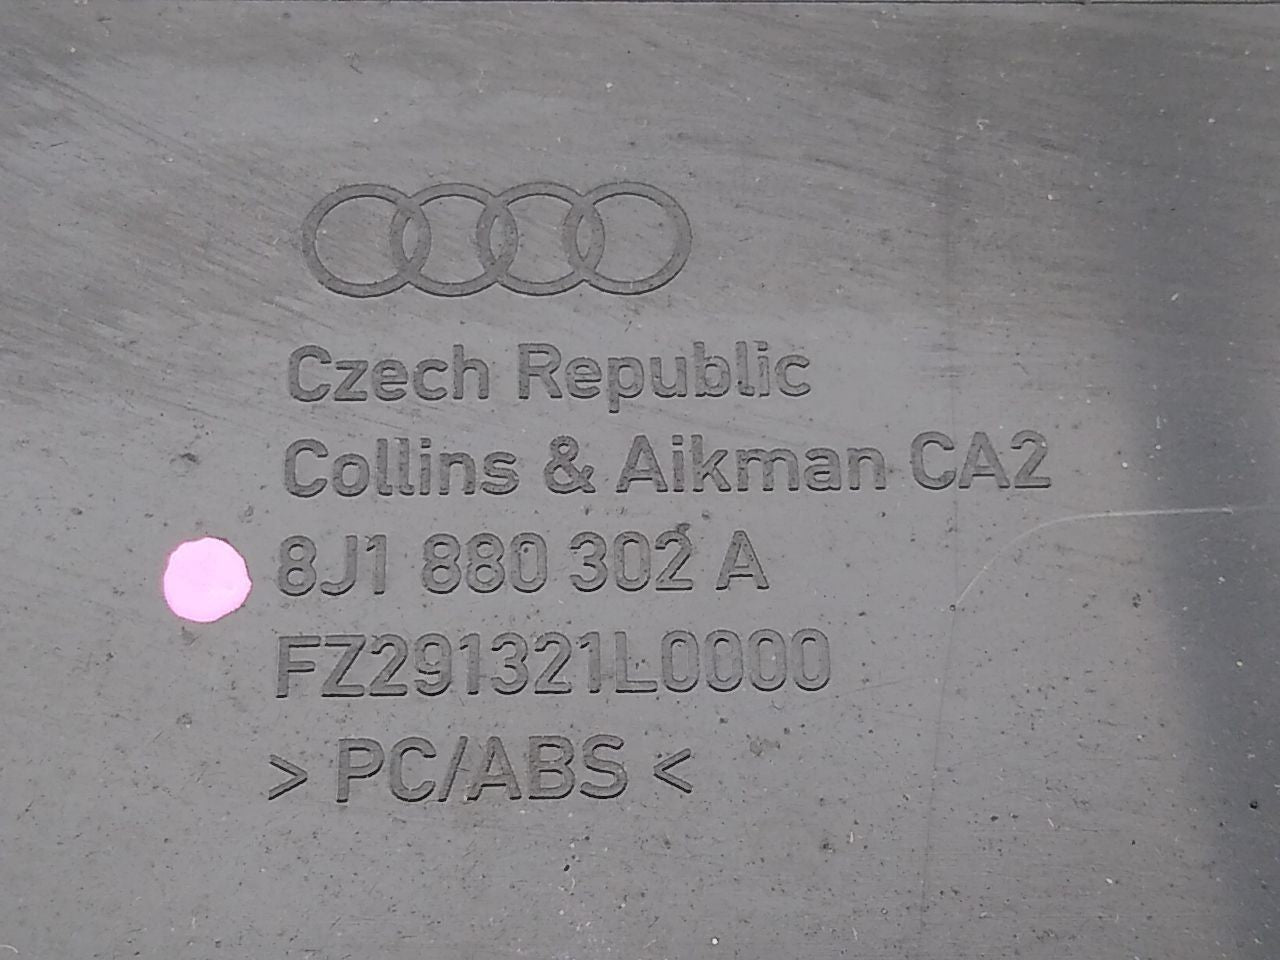 Czech Republic
Collins & Aikman CA2
8J1 880 302 A
FZ291321L0000
> PC/ABS <